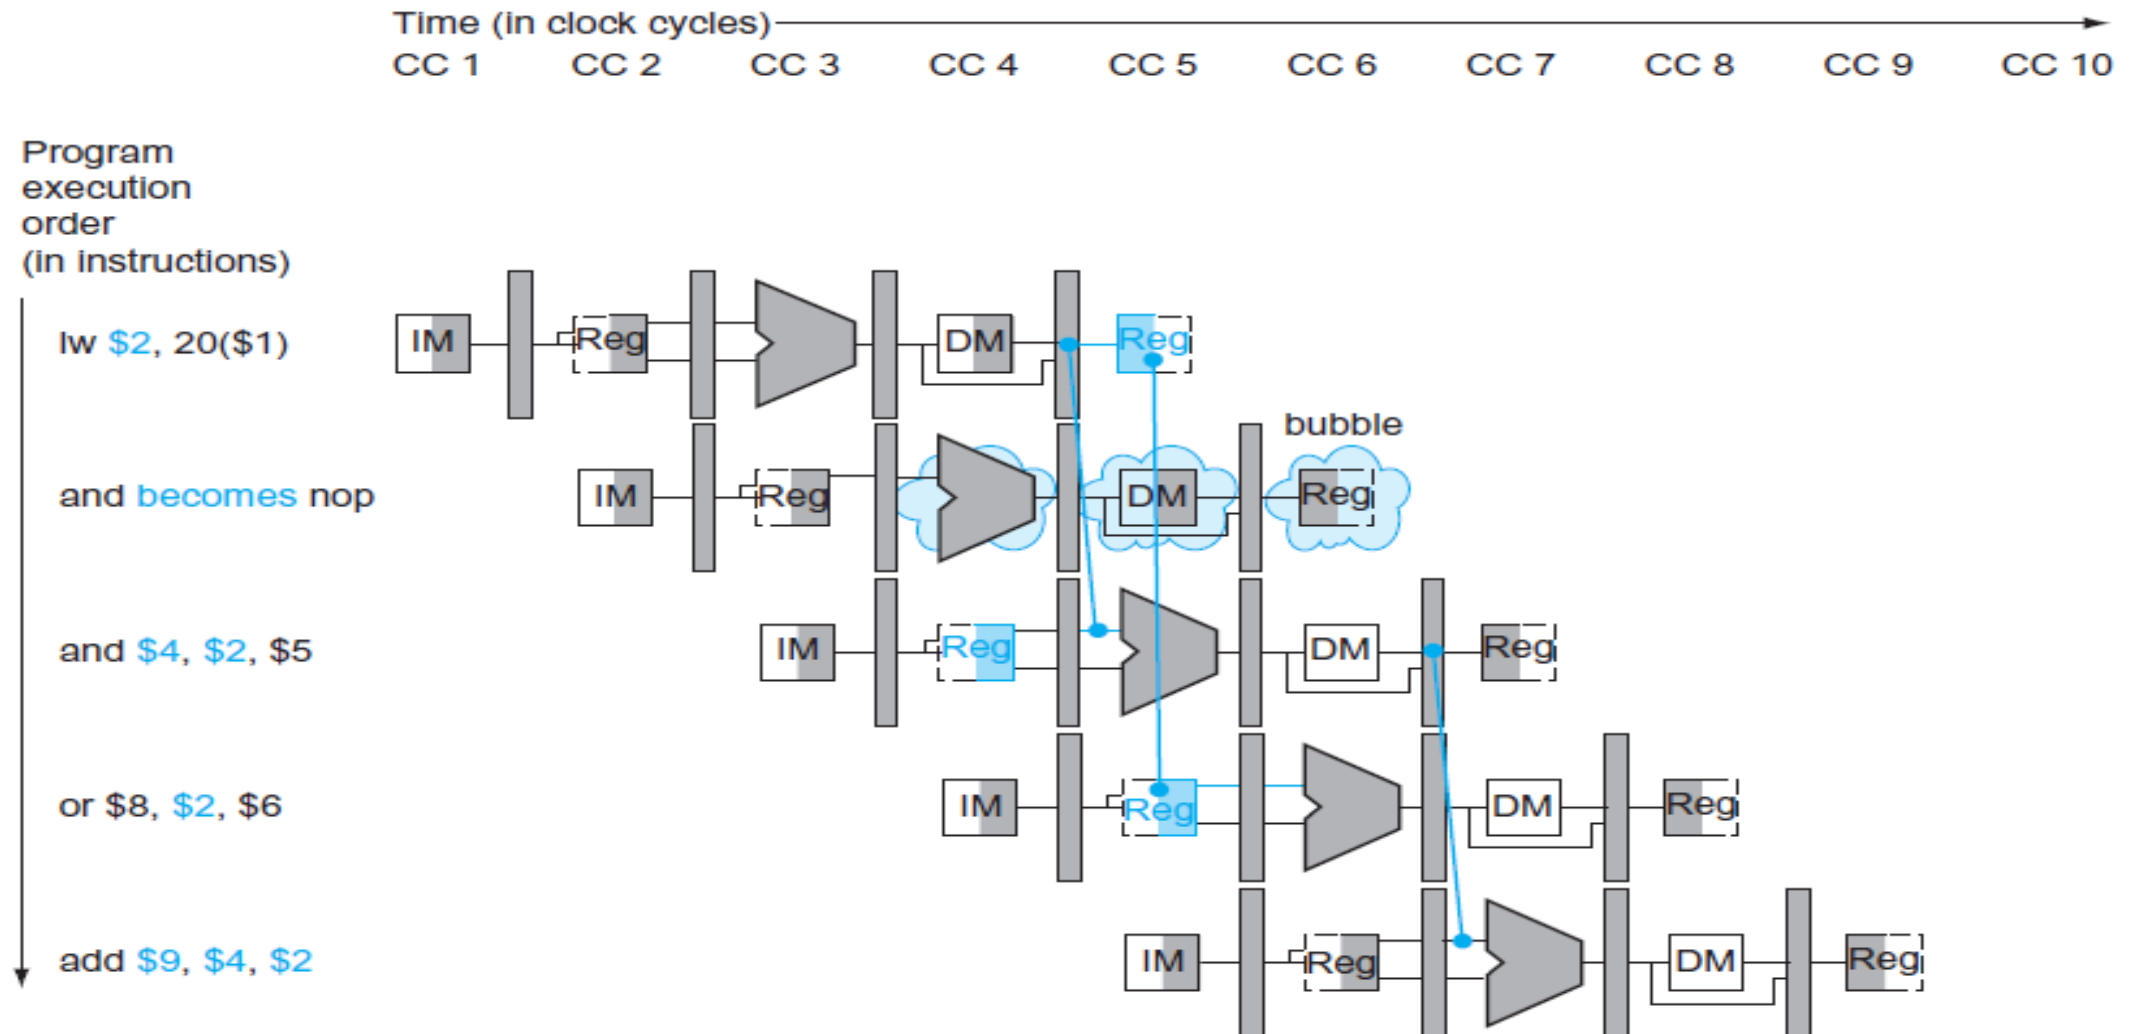 Time (in clock cycles)
CC 1 CC 2 CC 3 CC 4 CC 5 CC 6 CC 7 CC 8 CC 9 CC 10
Program
execution
order
(in instructions)
lw $2, 20($1) IM Reg DM Reg
bubble
and becomes nop IM Reg DM Reg
and $4, $2, $5 IM Reg DM Reg
or $8, $2, $6 IM Reg DM Reg
add $9, $4, $2 IM Reg DM Reg